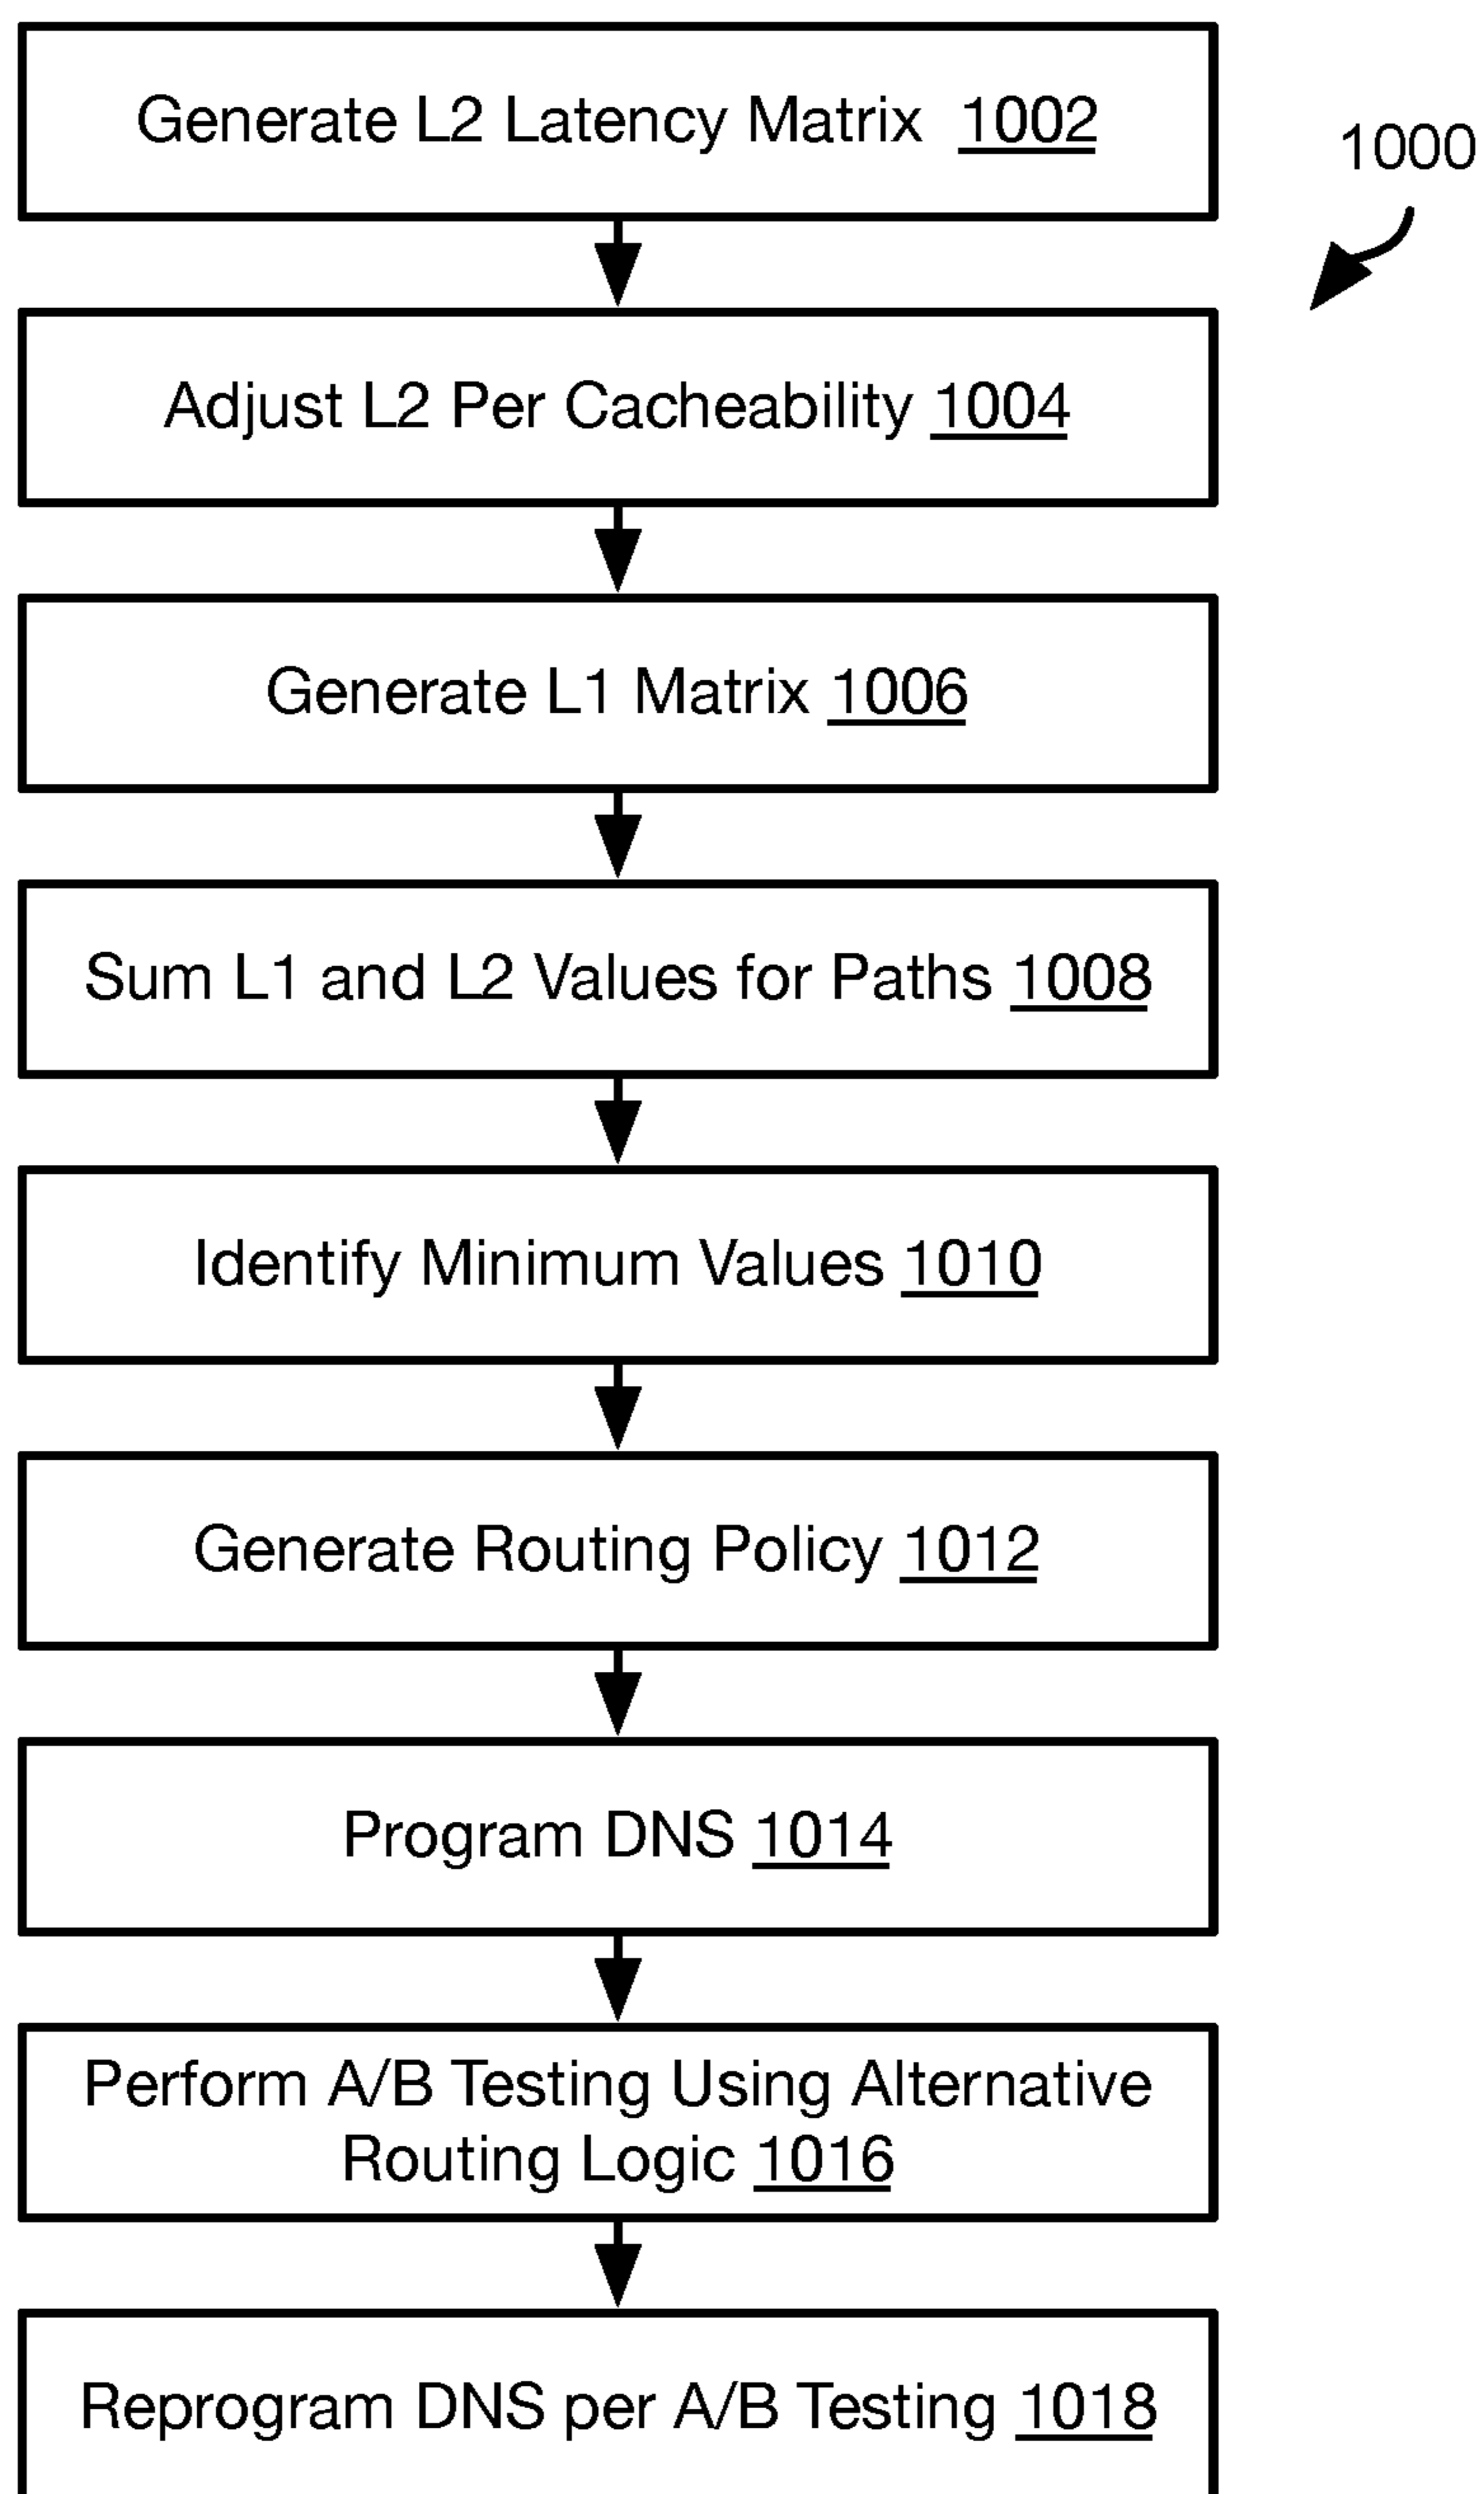 Generate L2 Latency Matrix 1002
1000
Adjust L2 Per Cacheability 1004
Generate L1 Matrix 1006
Sum L1 and L2 Values for Paths 1008
Identify Minimum Values 1010
Generate Routing Policy 1012
Program DNS 1014
Perform A/B Testing Using Alternative
Routing Logic 1016
Reprogram DNS per A/B Testing 1018